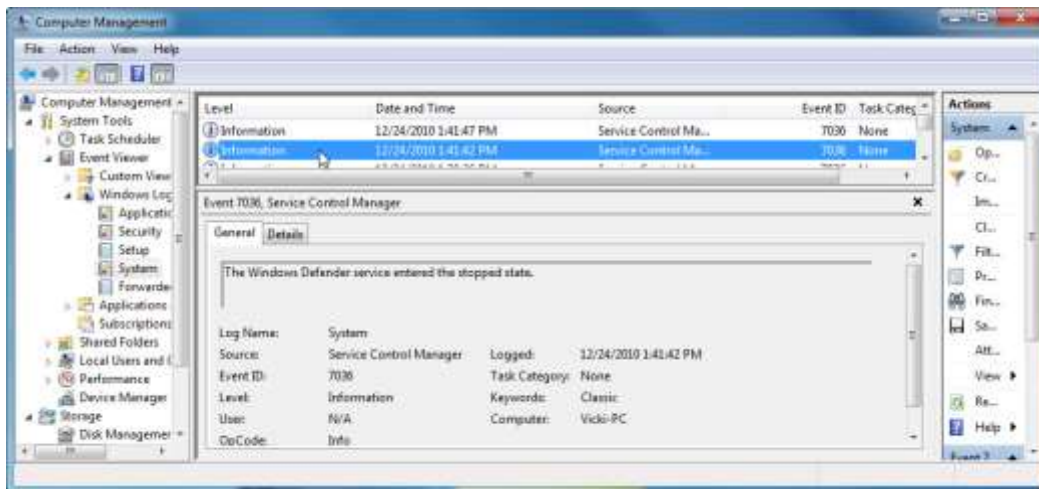 Computer Management
File Action View Help
Computer Management
System Tools
Task Scheduler
Event Viewer
Custom View
Windows Log
Applicatio
Security
Setup
System
Forwarde
Applications
Subscriptions
Shared Folders
Local Users and
Performance
Device Manager
Storage
Disk Managemen
Level Date and Time Source Event ID Task Categ
Information 12/24/2010 1:41:47 PM Service Control Ma... 7036 None
Information 12/24/2010 1:41:42 PM Service Control Ma... 7036 None
Event 7036, Service Control Manager
General Details
The Windows Defender service entered the stopped state.
Log Name: System
Source: Service Control Manager Logged: 12/24/2010 1:41:42 PM
Event ID: 7036 Task Category: None
Level: Information Keywords: Classic
User: N/A Computer: Vicki-PC
OpCode: Info
Actions
System
Op...
Cr...
Im...
Cl...
Filt...
Pr...
Fin...
Sa...
Att...
View
Re...
Help
Event 7